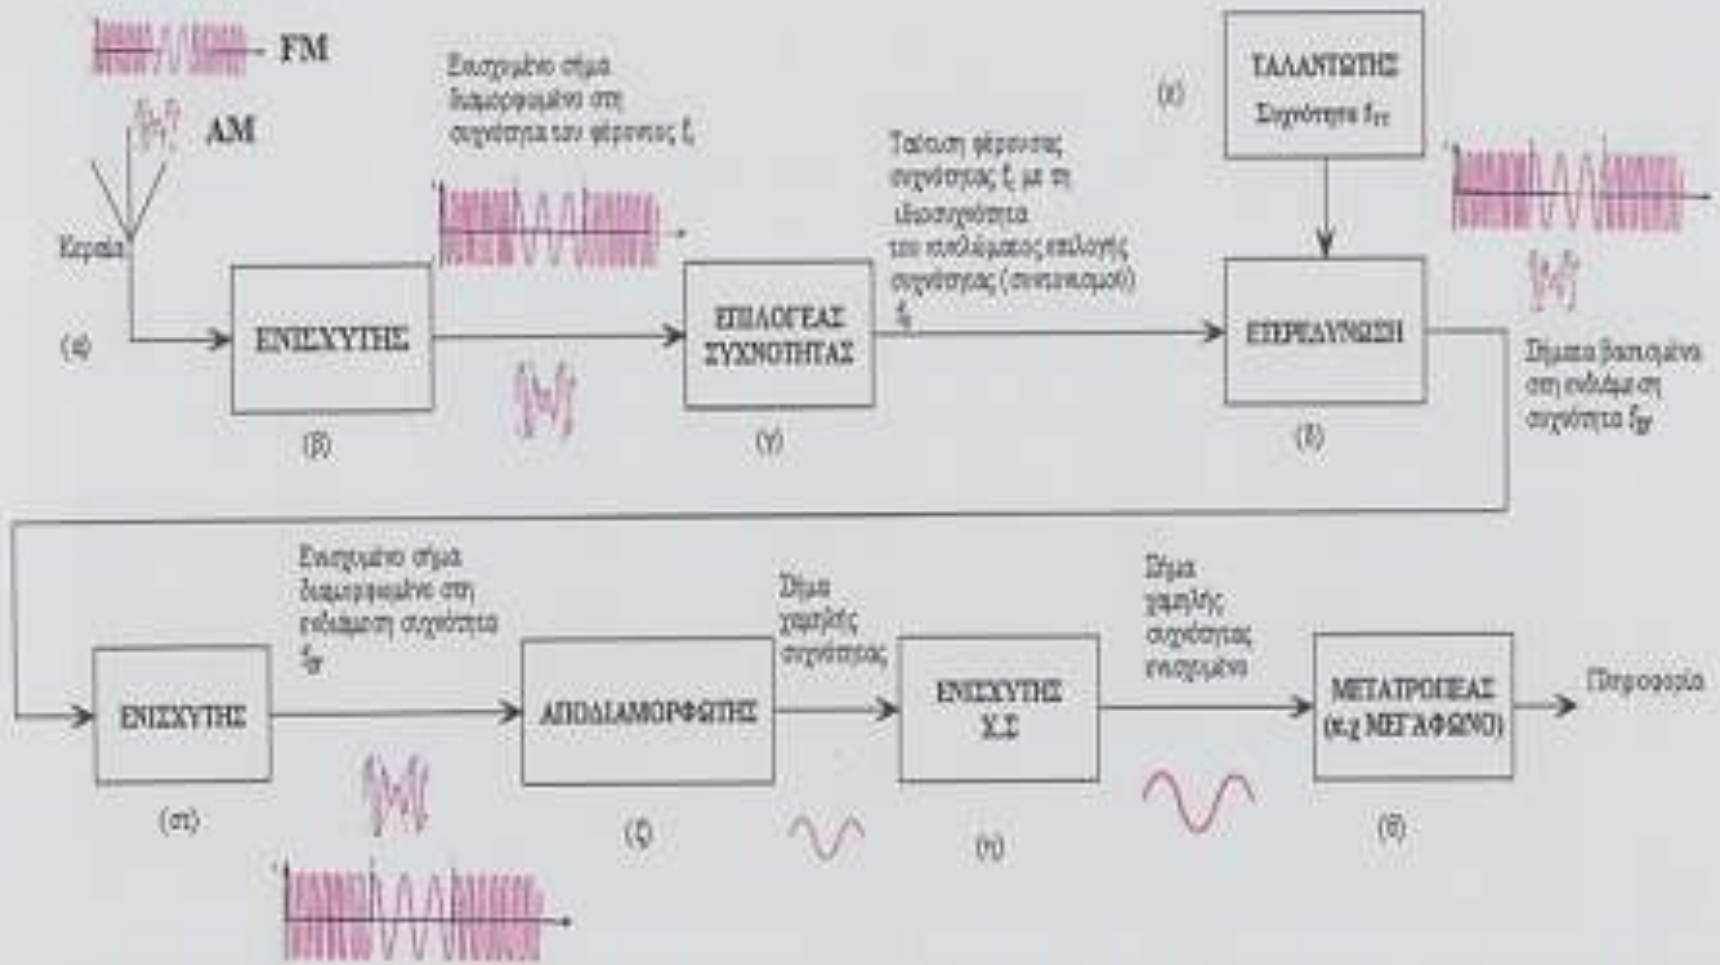 FM
AM
Κεραία
(α)
ΕΝΙΣΧΥΤΗΣ
(β)
Ενισχυμένο σήμα
διαμορφωμένο στη
συχνότητα του φέροντος
ΕΠΙΛΟΓΕΑΣ
ΣΥΧΝΟΤΗΤΑΣ
(γ)
Ταύτιση φέρουσας
συχνότητας με τη
ιδιοσυχνότητα
του κυκλώματος επιλογής
συχνότητας (συντονισμού)
(ε)
ΤΑΛΑΝΤΩΤΗΣ
Συχνότητα
ΕΤΕΡΕΔΥΝΩΣΗ
(δ)
Σήματα βασισμένα
στη ενδιάμεση
συχνότητα
ΕΝΙΣΧΥΤΗΣ
(στ)
Ενισχυμένο σήμα
διαμορφωμένο στη
ενδιάμεση συχνότητα
ΑΠΟΔΙΑΜΟΡΦΩΤΗΣ
(ζ)
Σήμα
χαμηλής
συχνότητας
ΕΝΙΣΧΥΤΗΣ
Χ.Σ
(η)
Σήμα
χαμηλής
συχνότητας
ενισχυμένο
ΜΕΤΑΤΡΟΠΕΑΣ
(π.χ ΜΕΓΑΦΩΝΟ)
(θ)
Πληροφορία